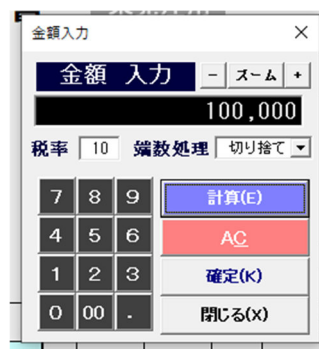 金額入力 ×
金額 入力 - ズーム +
100,000
税率 10 端数処理 切り捨て
7 8 9 計算(E)
4 5 6 AC
1 2 3 確定(K)
0 00 . 閉じる(X)